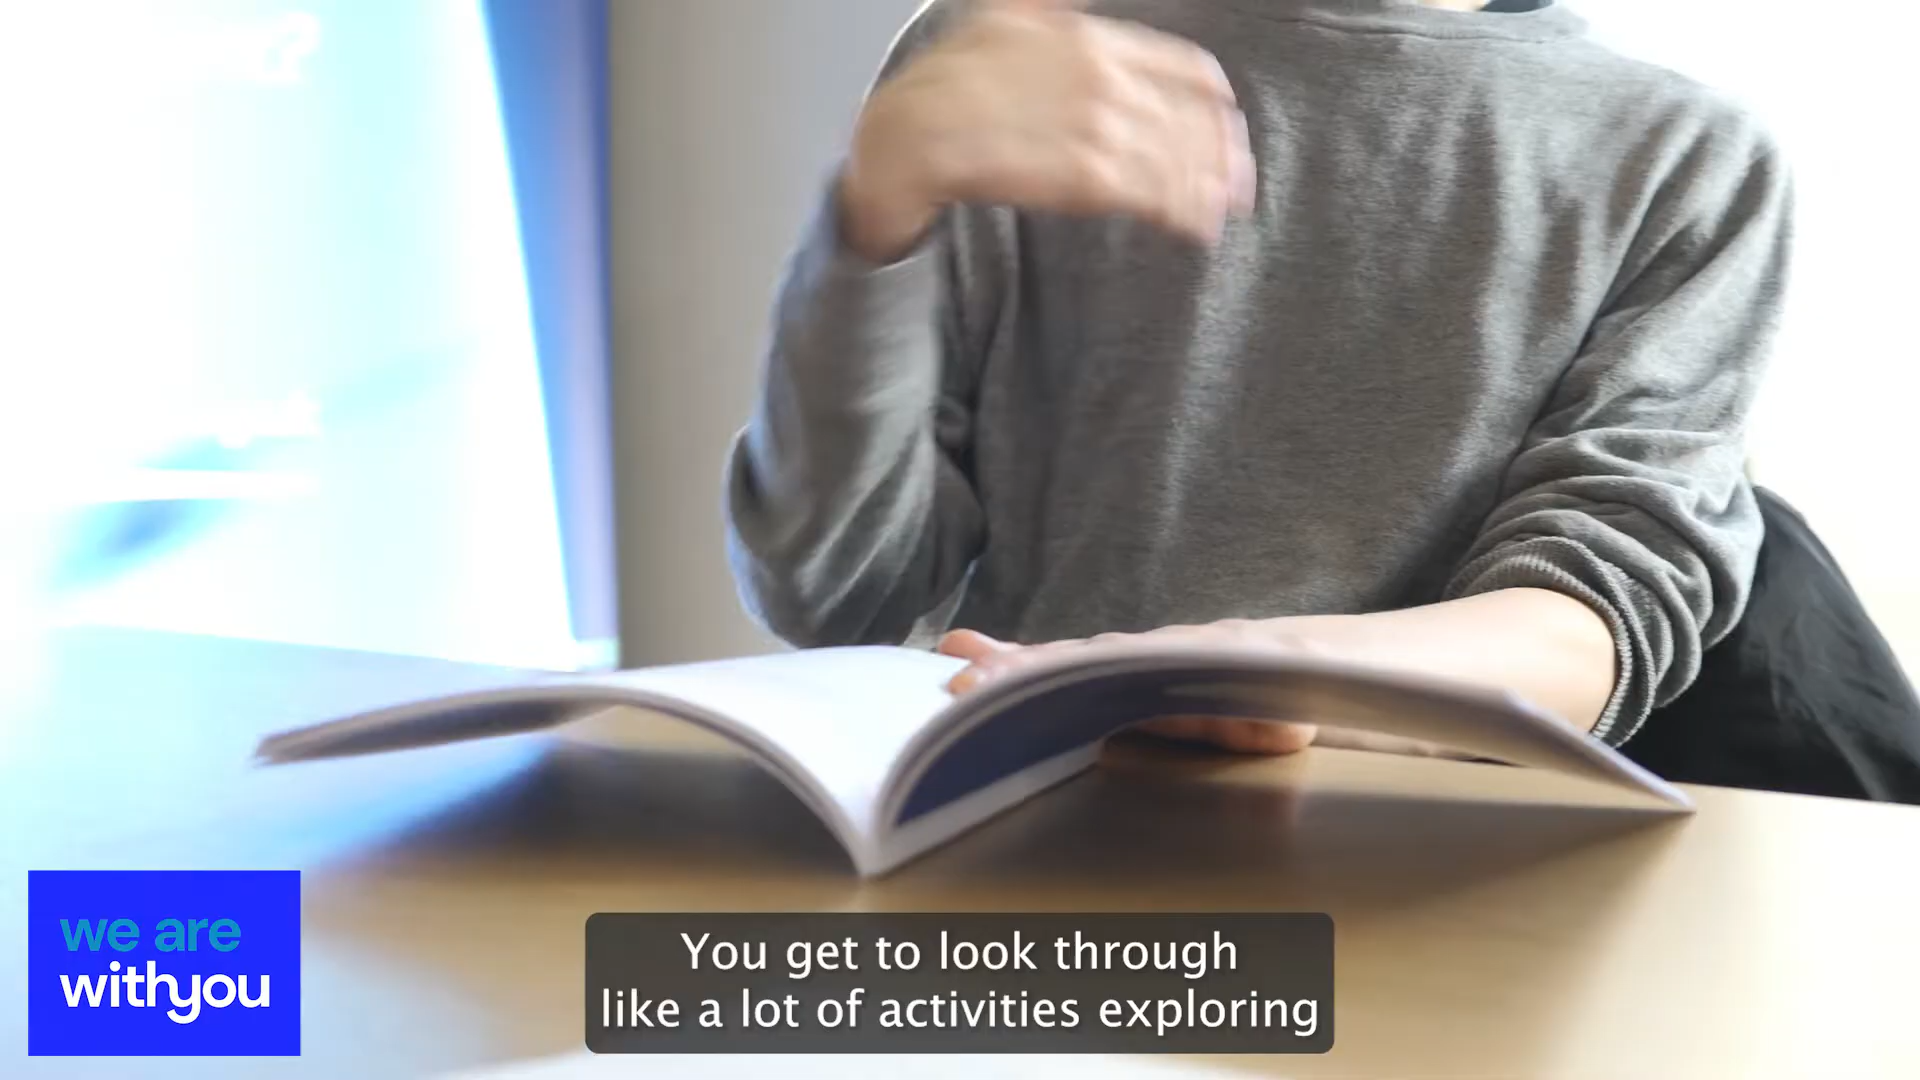 we are
withyou
You get to look through
like a lot of activities exploring